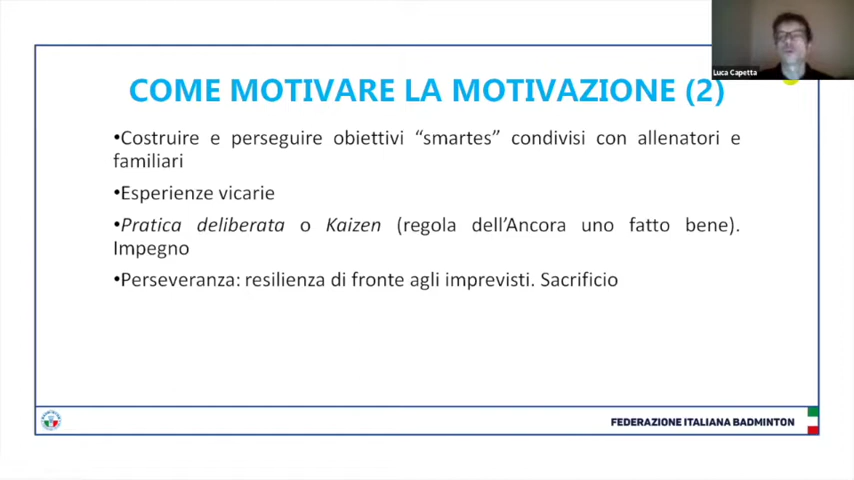 Luca Capetta
COME MOTIVARE LA MOTIVAZIONE (2)
•Costruire e perseguire obiettivi “smartes” condivisi con allenatori e
familiari
•Esperienze vicarie
•Pratica deliberata o Kaizen (regola dell’Ancora uno fatto bene).
Impegno
•Perseveranza: resilienza di fronte agli imprevisti. Sacrificio
FEDERAZIONE ITALIANA BADMINTON